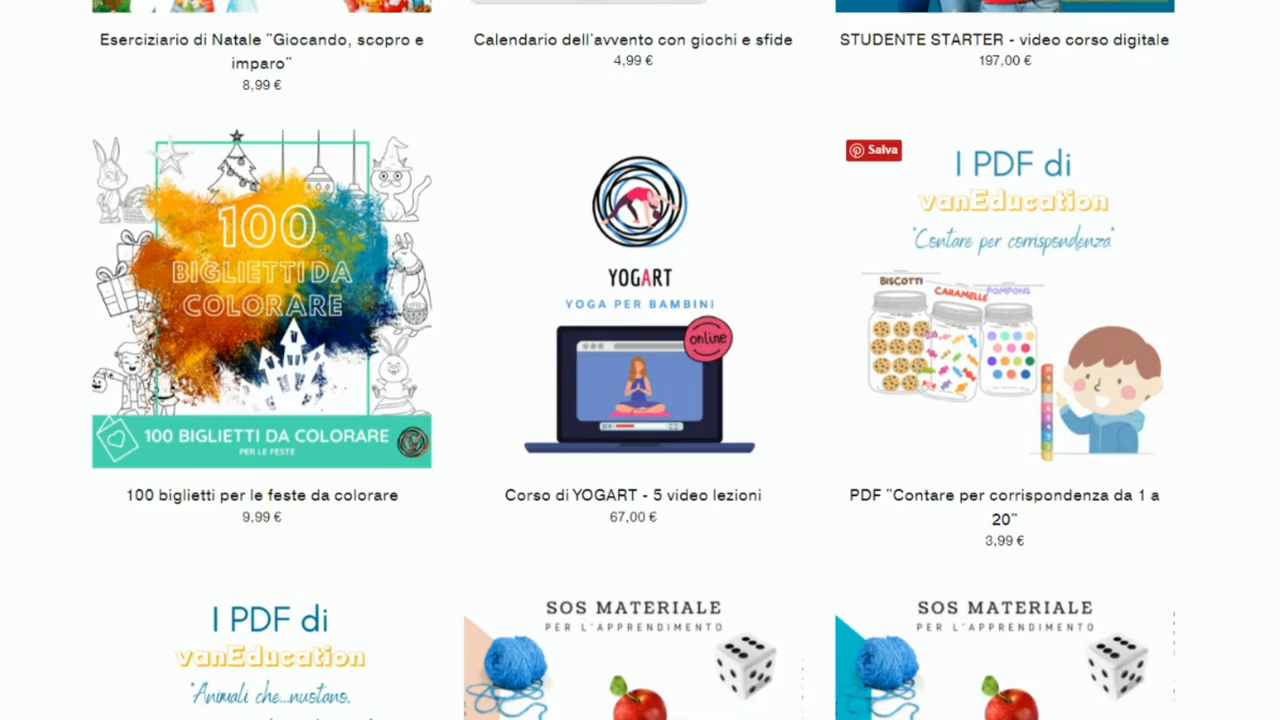 Eserciziario di Natale "Giocando, scopro e
imparo"
8,99 €
Calendario dell'avvento con giochi e sfide
4,99 €
STUDENTE STARTER - video corso digitale
197,00 €
100
BIGLIETTI DA
COLORARE
100 BIGLIETTI DA COLORARE
PER LE FESTE
100 biglietti per le feste da colorare
9,99 €
YOGART
YOGA PER BAMBINI
online
Corso di YOGART - 5 video lezioni
67,00 €
Salva
I PDF di
vanEducation
"Contare per corrispondenza"
BISCOTTI
CARAMELLE
POMPONS
PDF "Contare per corrispondenza da 1 a
20"
3,99 €
I PDF di
vanEducation
"Animali che...nuotano,
SOS MATERIALE
PER L'APPRENDIMENTO
SOS MATERIALE
PER L'APPRENDIMENTO